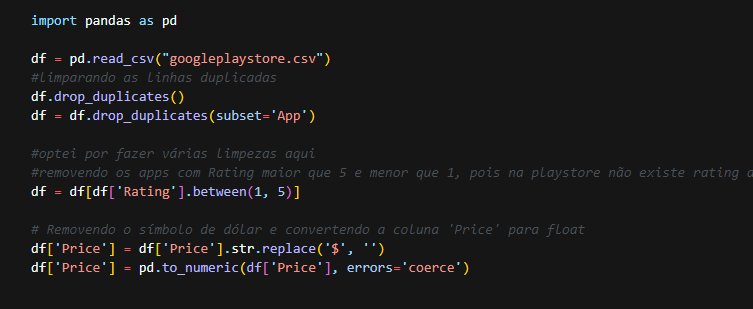 import pandas as pd
df = pd.read_csv("googleplaystore.csv")
#limparando as linhas duplicadas
df.drop_duplicates()
df = df.drop_duplicates(subset='App')
#optei por fazer várias limpezas aqui
#removendo os apps com Rating maior que 5 e menor que 1, pois na playstore não existe rating
df = df[df['Rating'].between(1, 5)]
# Removendo o símbolo de dólar e convertendo a coluna 'Price' para float
df['Price'] = df['Price'].str.replace('$', '')
df['Price'] = pd.to_numeric(df['Price'], errors='coerce')